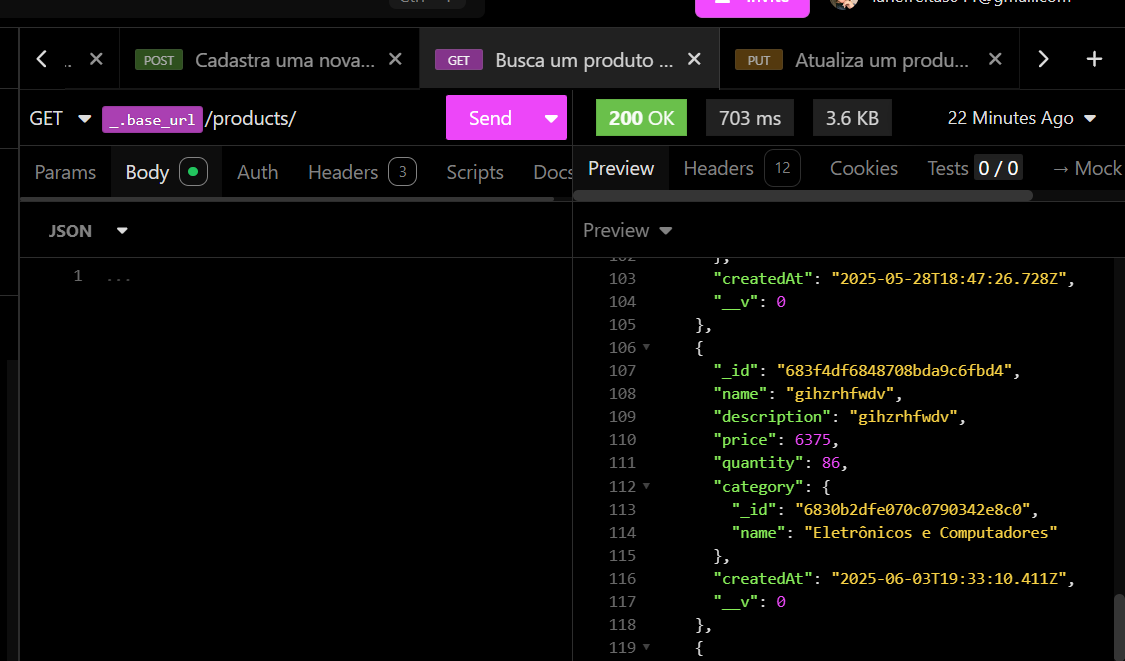 .. POST Cadastra uma nova... GET Busca um produto ... PUT Atualiza um produ...
GET _.base_url /products/ Send
200 OK 703 ms 3.6 KB 22 Minutes Ago
Params Body Auth Headers 3 Scripts Docs
Preview Headers 12 Cookies Tests 0 / 0 → Mock
JSON
Preview
1 ...
102 },
103 "createdAt": "2025-05-28T18:47:26.728Z",
104 "__v": 0
105 },
106 {
107 "_id": "683f4df6848708bda9c6fbd4",
108 "name": "gihzrhfwdv",
109 "description": "gihzrhfwdv",
110 "price": 6375,
111 "quantity": 86,
112 "category": {
113 "_id": "6830b2dfe070c0790342e8c0",
114 "name": "Eletrônicos e Computadores"
115 },
116 "createdAt": "2025-06-03T19:33:10.411Z",
117 "__v": 0
118 },
119 {